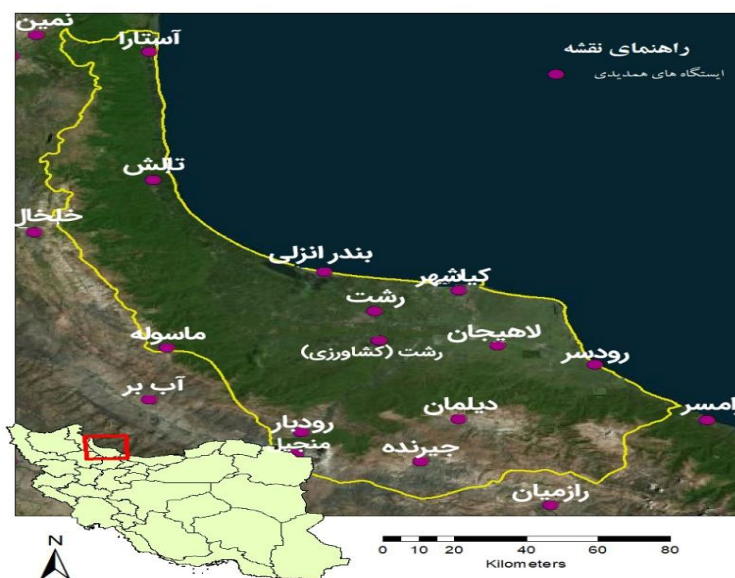 نمین
آستارا
راهنمای نقشه
ایستگاه های همدیدی
تالش
خلخال
بندر انزلی
کیاشهر
رشت
ماسوله
رشت (کشاورزی)
لاهیجان
رودسر
آب بر
دیلمان
رامسر
رودبار
منجیل
جیرنده
رازمیان
N
0 10 20 40 60 80
Kilometers